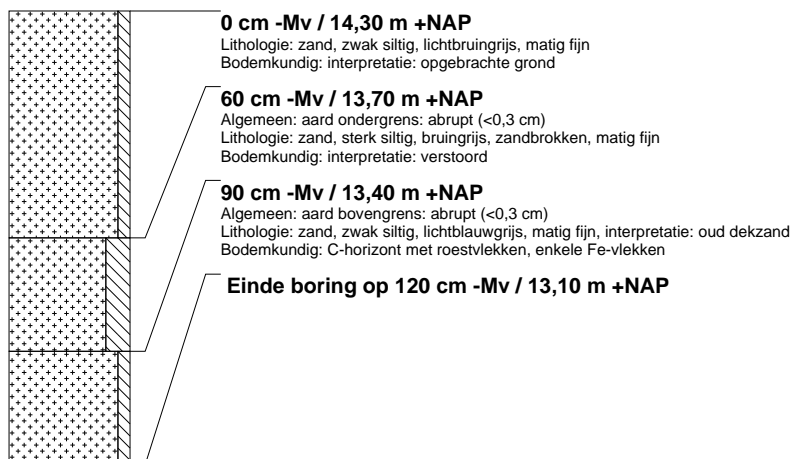 0 cm -Mv / 14,30 m +NAP
Lithologie: zand, zwak siltig, lichtbruingrijs, matig fijn
Bodemkundig: interpretatie: opgebrachte grond
60 cm -Mv / 13,70 m +NAP
Algemeen: aard ondergrens: abrupt (<0,3 cm)
Lithologie: zand, sterk siltig, bruingrijs, zandbrokken, matig fijn
Bodemkundig: interpretatie: verstoord
90 cm -Mv / 13,40 m +NAP
Algemeen: aard bovengrens: abrupt (<0,3 cm)
Lithologie: zand, zwak siltig, lichtblauwgrijs, matig fijn, interpretatie: oud dekzand
Bodemkundig: C-horizont met roestvlekken, enkele Fe-vlekken
Einde boring op 120 cm -Mv / 13,10 m +NAP